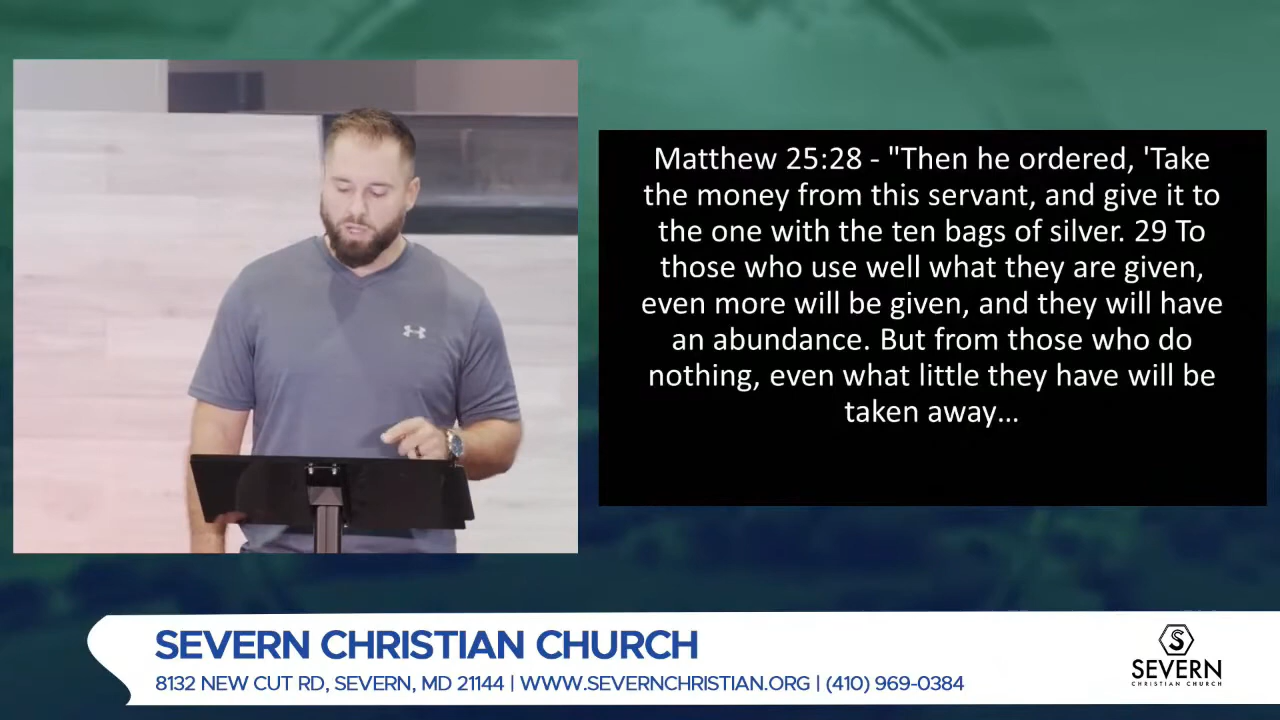 Matthew 25:28 - "Then he ordered, 'Take
the money from this servant, and give it to
the one with the ten bags of silver. 29 To
those who use well what they are given,
even more will be given, and they will have
an abundance. But from those who do
nothing, even what little they have will be
taken away...
SEVERN CHRISTIAN CHURCH
8132 NEW CUT RD, SEVERN, MD 21144 | WWW.SEVERNCHRISTIAN.ORG | (410) 969-0384
S
SEVERN
CHRISTIAN CHURCH